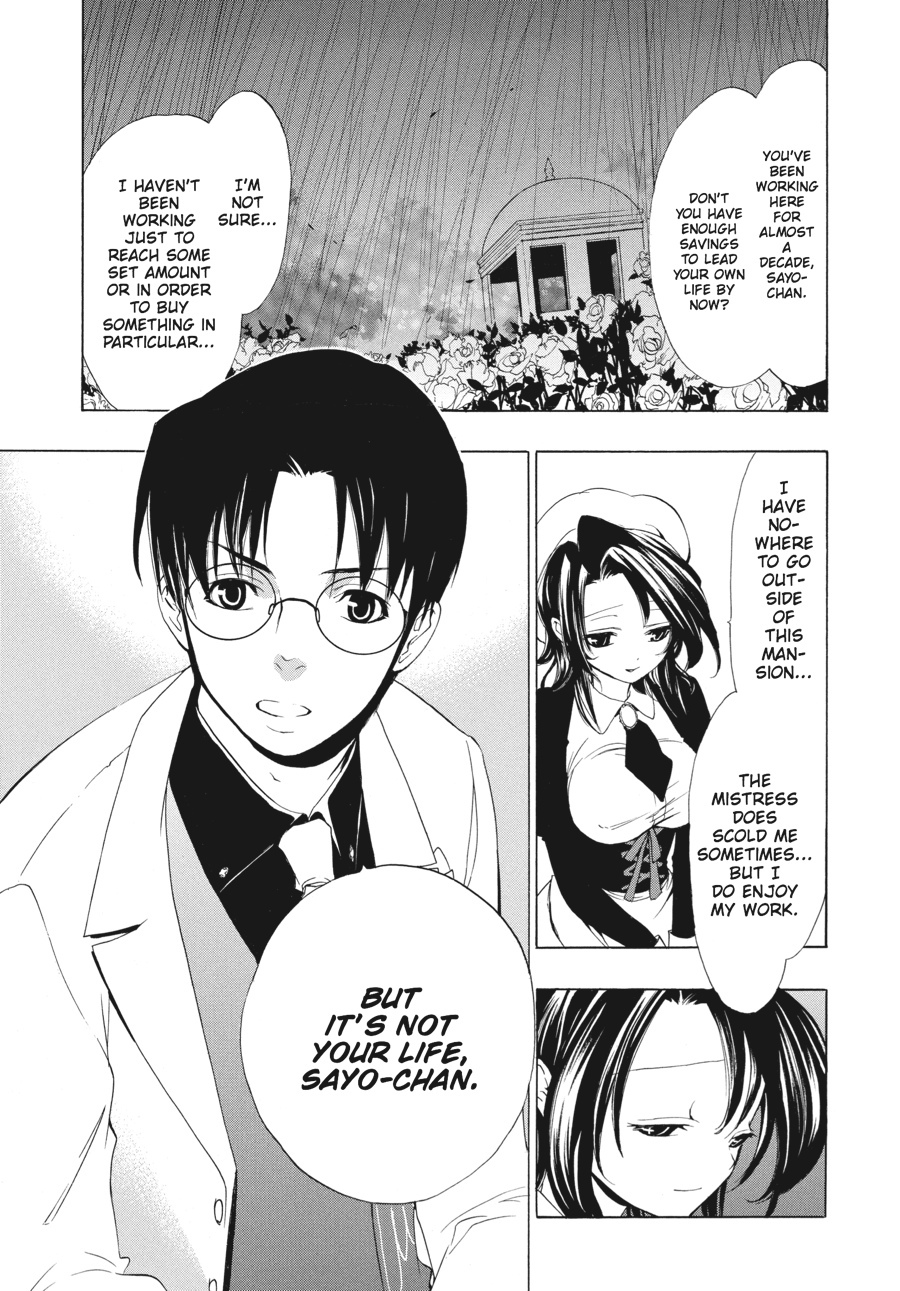 YOU'VE
BEEN
WORKING
HERE
FOR
ALMOST
A
DECADE,
SAYO-
CHAN.
DON'T
YOU HAVE
ENOUGH
SAVINGS
TO LEAD
YOUR OWN
LIFE BY
NOW?
I'M
NOT
SURE...
I HAVEN'T
BEEN
WORKING
JUST TO
REACH SOME
SET AMOUNT
OR IN ORDER
TO BUY
SOMETHING IN
PARTICULAR...
I
HAVE
NO-
WHERE
TO GO
OUT-
SIDE
OF
THIS
MAN-
SION...
THE
MISTRESS
DOES
SCOLD ME
SOMETIMES...
BUT I
DO ENJOY
MY WORK.
BUT
IT'S NOT
YOUR LIFE,
SAYO-CHAN.